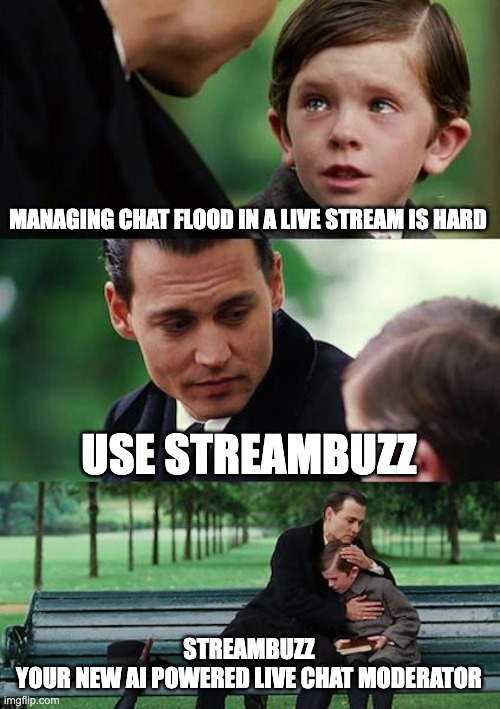 MANAGING CHAT FLOOD IN A LIVE STREAM IS HARD
USE STREAMBUZZ
STREAMBUZZ
YOUR NEW AI POWERED LIVE CHAT MODERATOR
imgflip.com